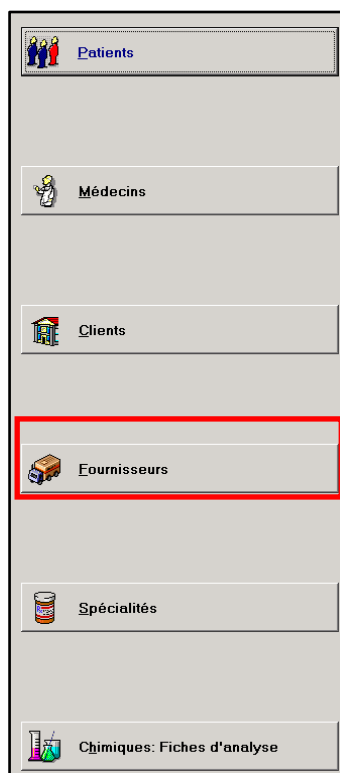 Patients
Médecins
Clients
Fournisseurs
Spécialités
Chimiques: Fiches d'analyse